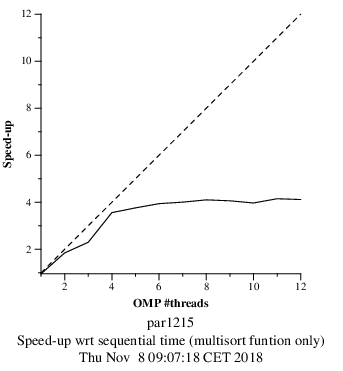 12
10
8
6
4
2
Speed-up
2 4 6 8 10 12
OMP #threads
par1215
Speed-up wrt sequential time (multisort funtion only)
Thu Nov 8 09:07:18 CET 2018